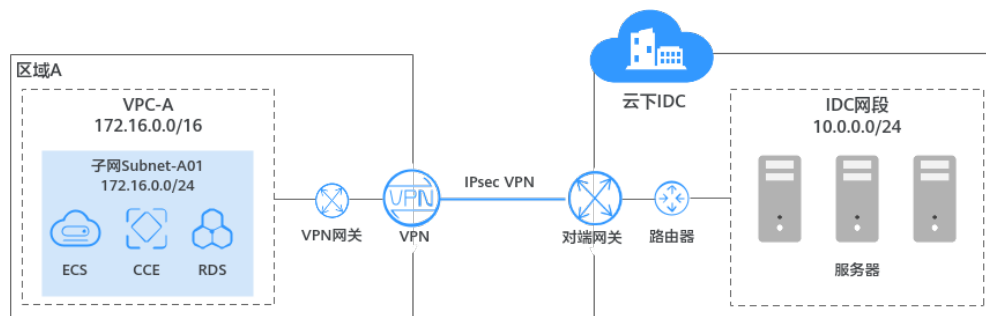 区域A
VPC-A
172.16.0.0/16
子网Subnet-A01
172.16.0.0/24
ECS
CCE
RDS
VPN网关
VPN
VPN
IPsec VPN
云下IDC
对端网关
路由器
IDC网段
10.0.0.0/24
服务器